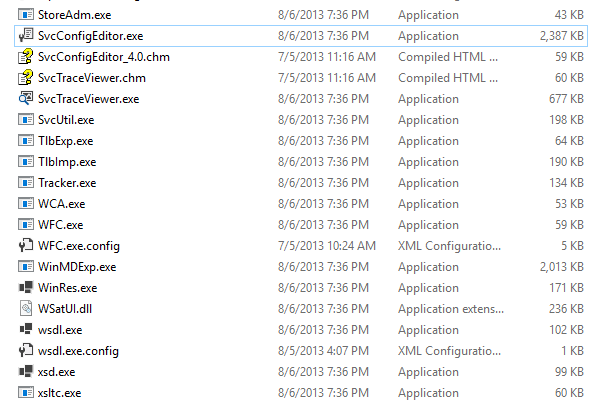 StoreAdm.exe 8/6/2013 7:36 PM Application 43 KB
SvcConfigEditor.exe 8/6/2013 7:36 PM Application 2,387 KB
SvcConfigEditor_4.0.chm 7/5/2013 11:16 AM Compiled HTML ... 59 KB
SvcTraceViewer.chm 7/5/2013 11:16 AM Compiled HTML ... 60 KB
SvcTraceViewer.exe 8/6/2013 7:36 PM Application 677 KB
SvcUtil.exe 8/6/2013 7:36 PM Application 198 KB
TlbExp.exe 8/6/2013 7:36 PM Application 64 KB
TlbImp.exe 8/6/2013 7:36 PM Application 190 KB
Tracker.exe 8/6/2013 7:36 PM Application 134 KB
WCA.exe 8/6/2013 7:36 PM Application 53 KB
WFC.exe 8/6/2013 7:36 PM Application 59 KB
WFC.exe.config 7/5/2013 10:24 AM XML Configuratio... 5 KB
WinMDExp.exe 8/6/2013 7:36 PM Application 2,013 KB
WinRes.exe 8/6/2013 7:36 PM Application 171 KB
WSatUI.dll 8/6/2013 7:36 PM Application extens... 236 KB
wsdl.exe 8/6/2013 7:36 PM Application 102 KB
wsdl.exe.config 8/5/2013 4:07 PM XML Configuratio... 1 KB
xsd.exe 8/6/2013 7:36 PM Application 99 KB
xsltc.exe 8/6/2013 7:36 PM Application 60 KB